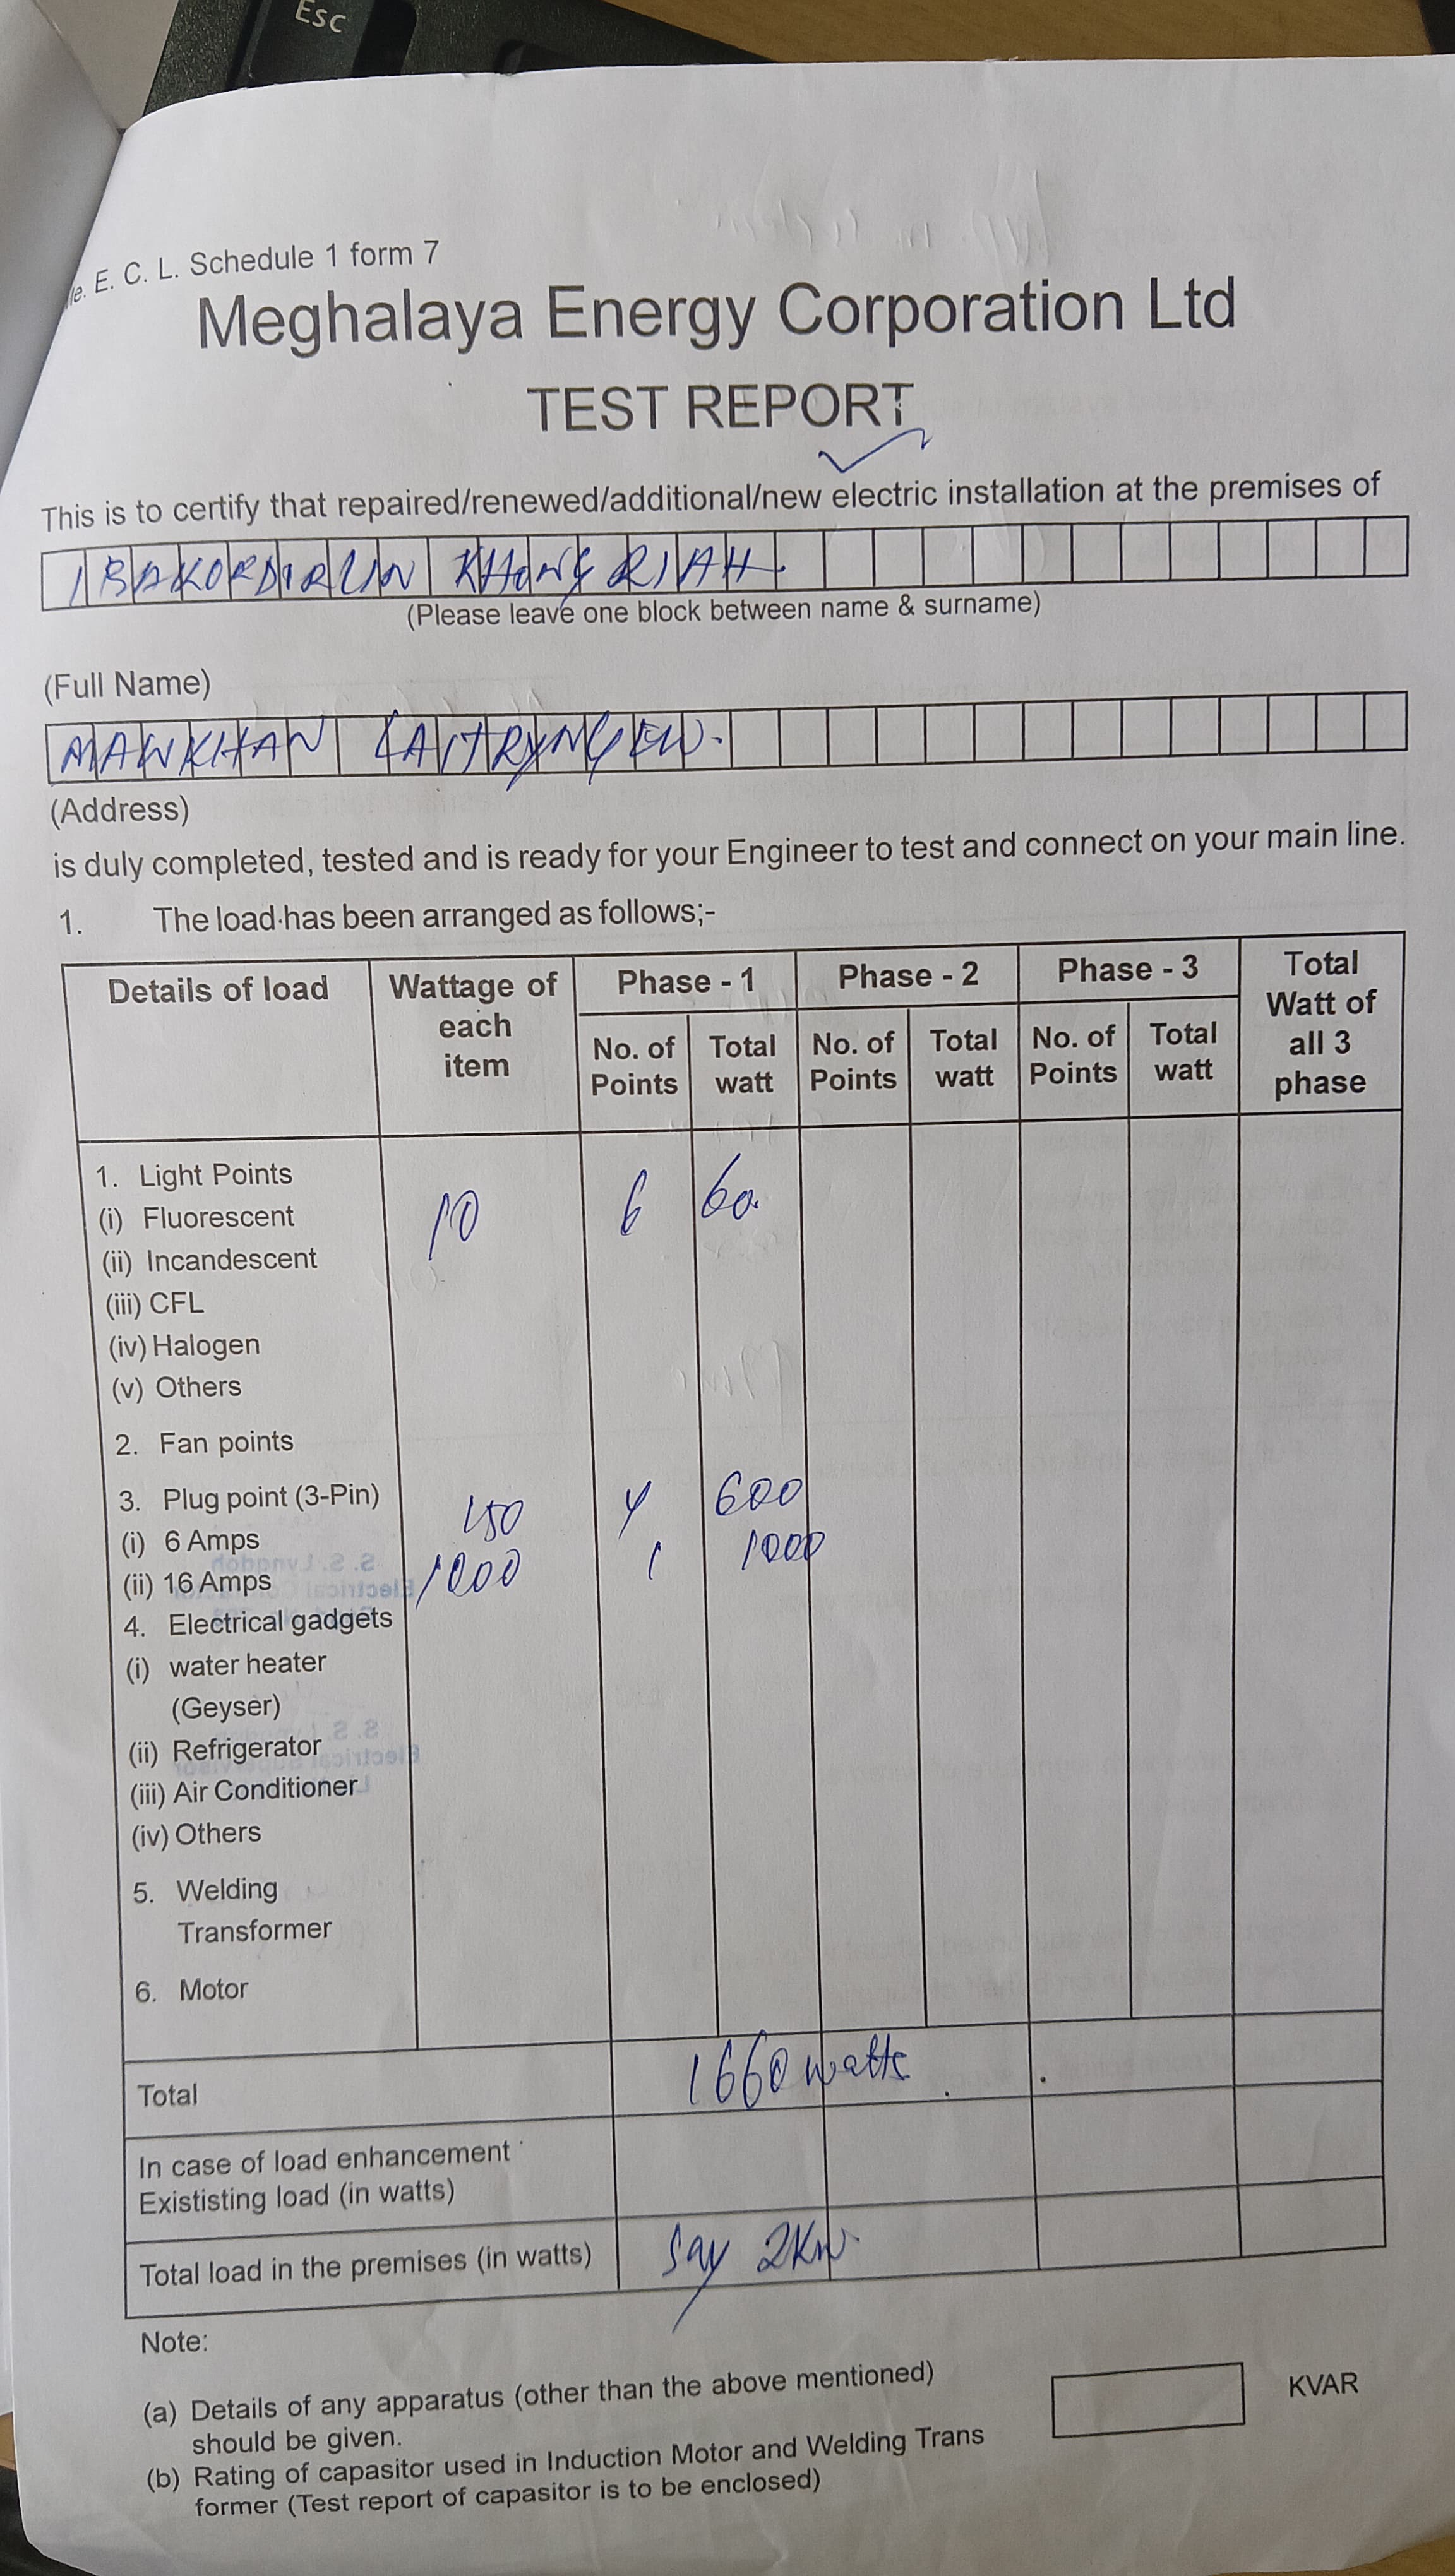 Esc
e. E. C. L. Schedule 1 form 7
Meghalaya Energy Corporation Ltd
TEST REPORT
This is to certify that repaired/renewed/additional/new electric installation at the premises of
IBAKORDIRLIN KHONGRIAH.
(Please leave one block between name & surname)
(Full Name)
MAWKHAN LAITRYNGEW.
(Address)
is duly completed, tested and is ready for your Engineer to test and connect on your main line.
1. The load has been arranged as follows;-
Details of load Wattage of each item Phase - 1 Phase - 2 Phase - 3 Total Watt of all 3 phase
No. of Points Total watt No. of Points Total watt No. of Points Total watt
1. Light Points
(i) Fluorescent 10 6 60.
(ii) Incandescent
(iii) CFL
(iv) Halogen
(v) Others
2. Fan points
3. Plug point (3-Pin)
(i) 6 Amps 150 4 600
(ii) 16 Amps 1000 1 1000
4. Electrical gadgets
(i) water heater
(Geyser)
(ii) Refrigerator
(iii) Air Conditioner
(iv) Others
5. Welding
Transformer
6. Motor
Total 1660 watts
In case of load enhancement
Exististing load (in watts)
Total load in the premises (in watts) Say 2KW.
Note:
(a) Details of any apparatus (other than the above mentioned)
should be given. KVAR
(b) Rating of capasitor used in Induction Motor and Welding Trans
former (Test report of capasitor is to be enclosed)